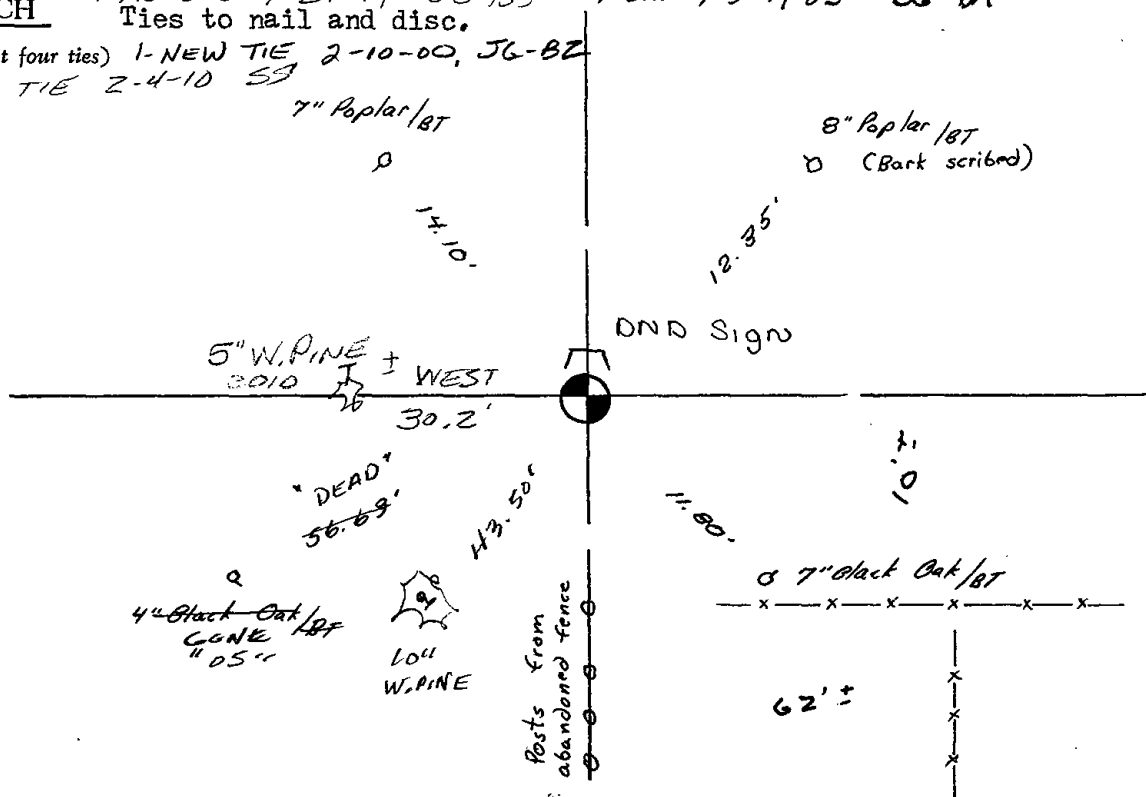 CH
Ties to nail and disc.
t four ties) 1-NEW TIE 2-10-00, JG-BZ
TIE 2-4-10 SS
7" Poplar/BT
8" Poplar/BT
(Bark scribed)
14.10'
12.35'
DND Sign
5" W.PINE
2010
± WEST
30.2'
"DEAD"
56.69'
43.50'
11.80'
10.'±
4" Black Oak/BT
GONE
"05"
10"
W.PINE
Posts from
abandoned fence
7" Black Oak/BT
62'±